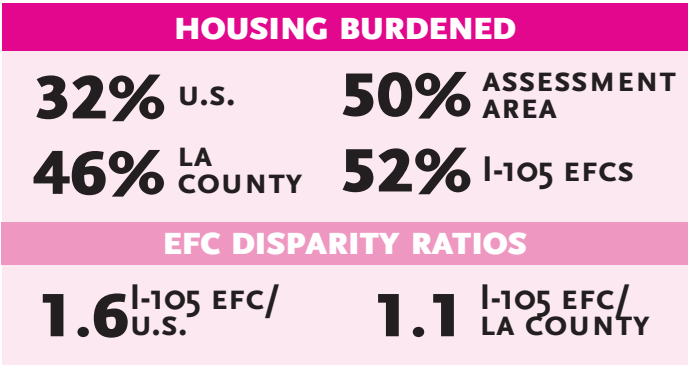 HOUSING BURDENED
32% U.S.
50% ASSESSMENT AREA
46% LA COUNTY
52% I-105 EFCS
EFC DISPARITY RATIOS
1.6 I-105 EFC/ U.S.
1.1 I-105 EFC/ LA COUNTY